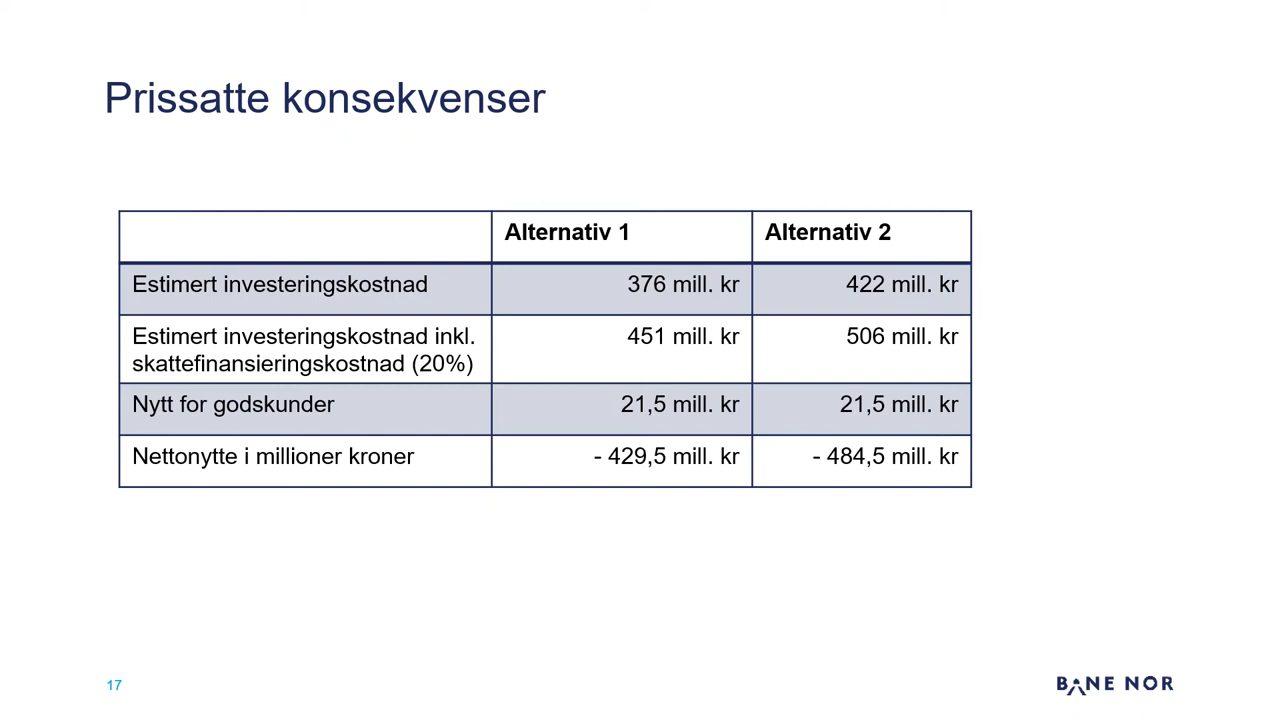 Prissatte konsekvenser
Alternativ 1
Alternativ 2
Estimert investeringskostnad
376 mill. kr
422 mill. kr
Estimert investeringskostnad inkl.
skattefinansieringskostnad (20%)
451 mill. kr
506 mill. kr
Nytt for godskunder
21,5 mill. kr
21,5 mill. kr
Nettonytte i millioner kroner
- 429,5 mill. kr
- 484,5 mill. kr
17
BANE NOR